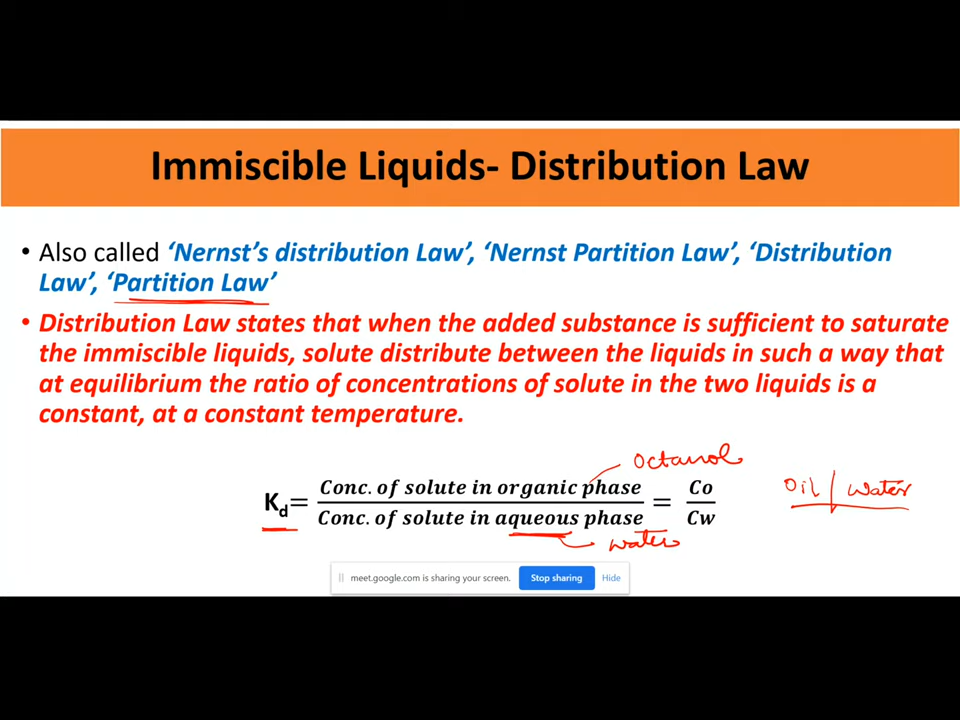 Immiscible Liquids- Distribution Law
• Also called ‘Nernst’s distribution Law’, ‘Nernst Partition Law’, ‘Distribution
Law’, ‘Partition Law’
• Distribution Law states that when the added substance is sufficient to saturate
the immiscible liquids, solute distribute between the liquids in such a way that
at equilibrium the ratio of concentrations of solute in the two liquids is a
constant, at a constant temperature.
Octanol
Kd= Conc. of solute in organic phase / Conc. of solute in aqueous phase = Co / Cw
Oil / water
water
meet.google.com is sharing your screen. Stop sharing Hide